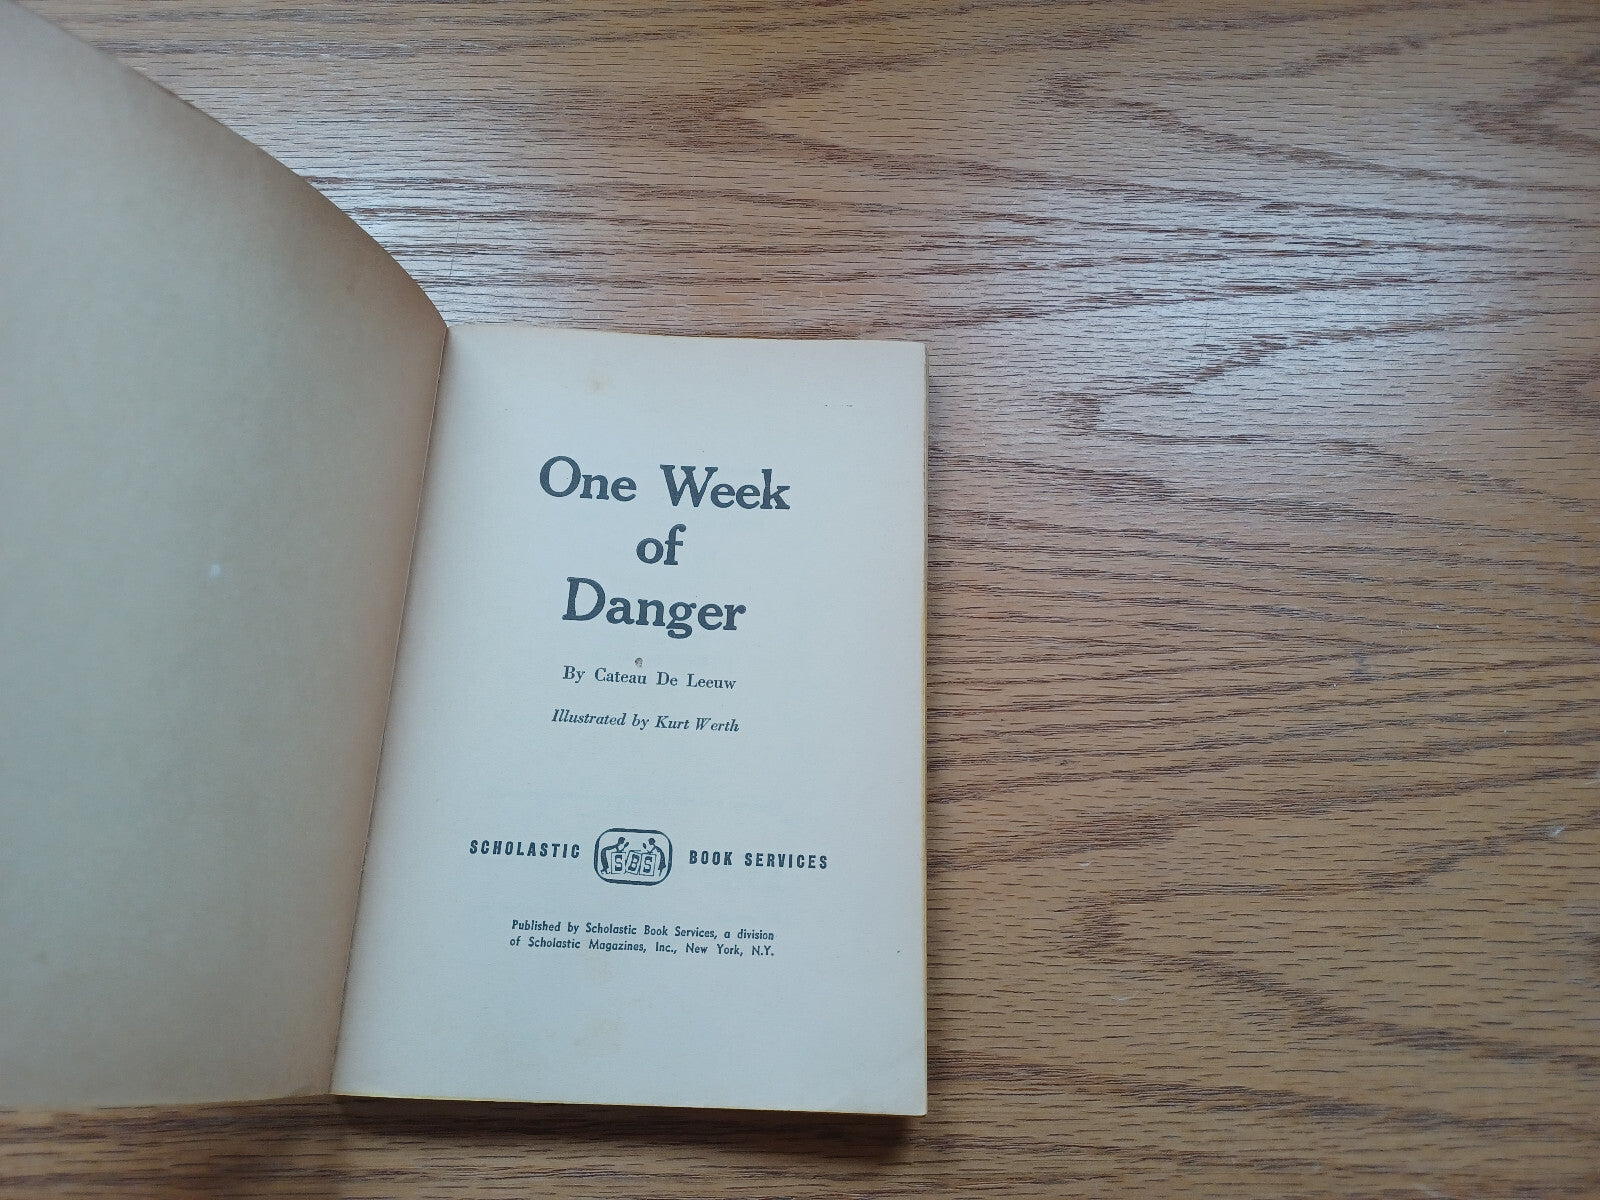 One Week
of
Danger
By Cateau De Leeuw
Illustrated by Kurt Werth
SCHOLASTIC SBS BOOK SERVICES
Published by Scholastic Book Services, a division
of Scholastic Magazines, Inc., New York, N.Y.